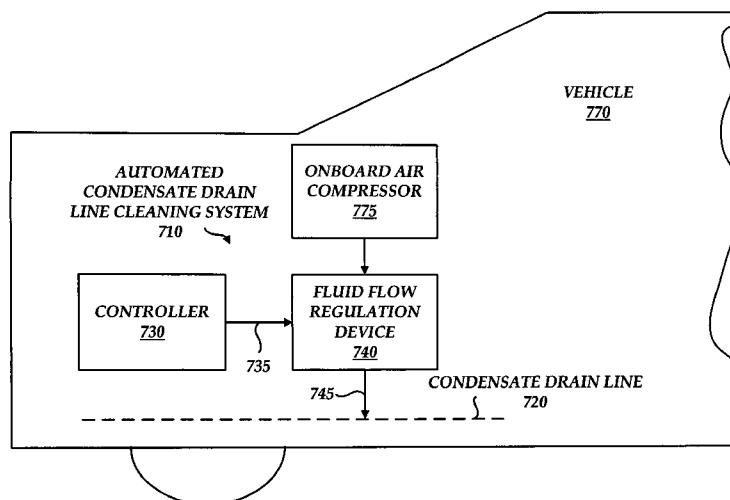 VEHICLE
770
AUTOMATED
CONDENSATE DRAIN
LINE CLEANING SYSTEM
710
ONBOARD AIR
COMPRESSOR
775
CONTROLLER
730
735
FLUID FLOW
REGULATION
DEVICE
740
745
CONDENSATE DRAIN LINE
720